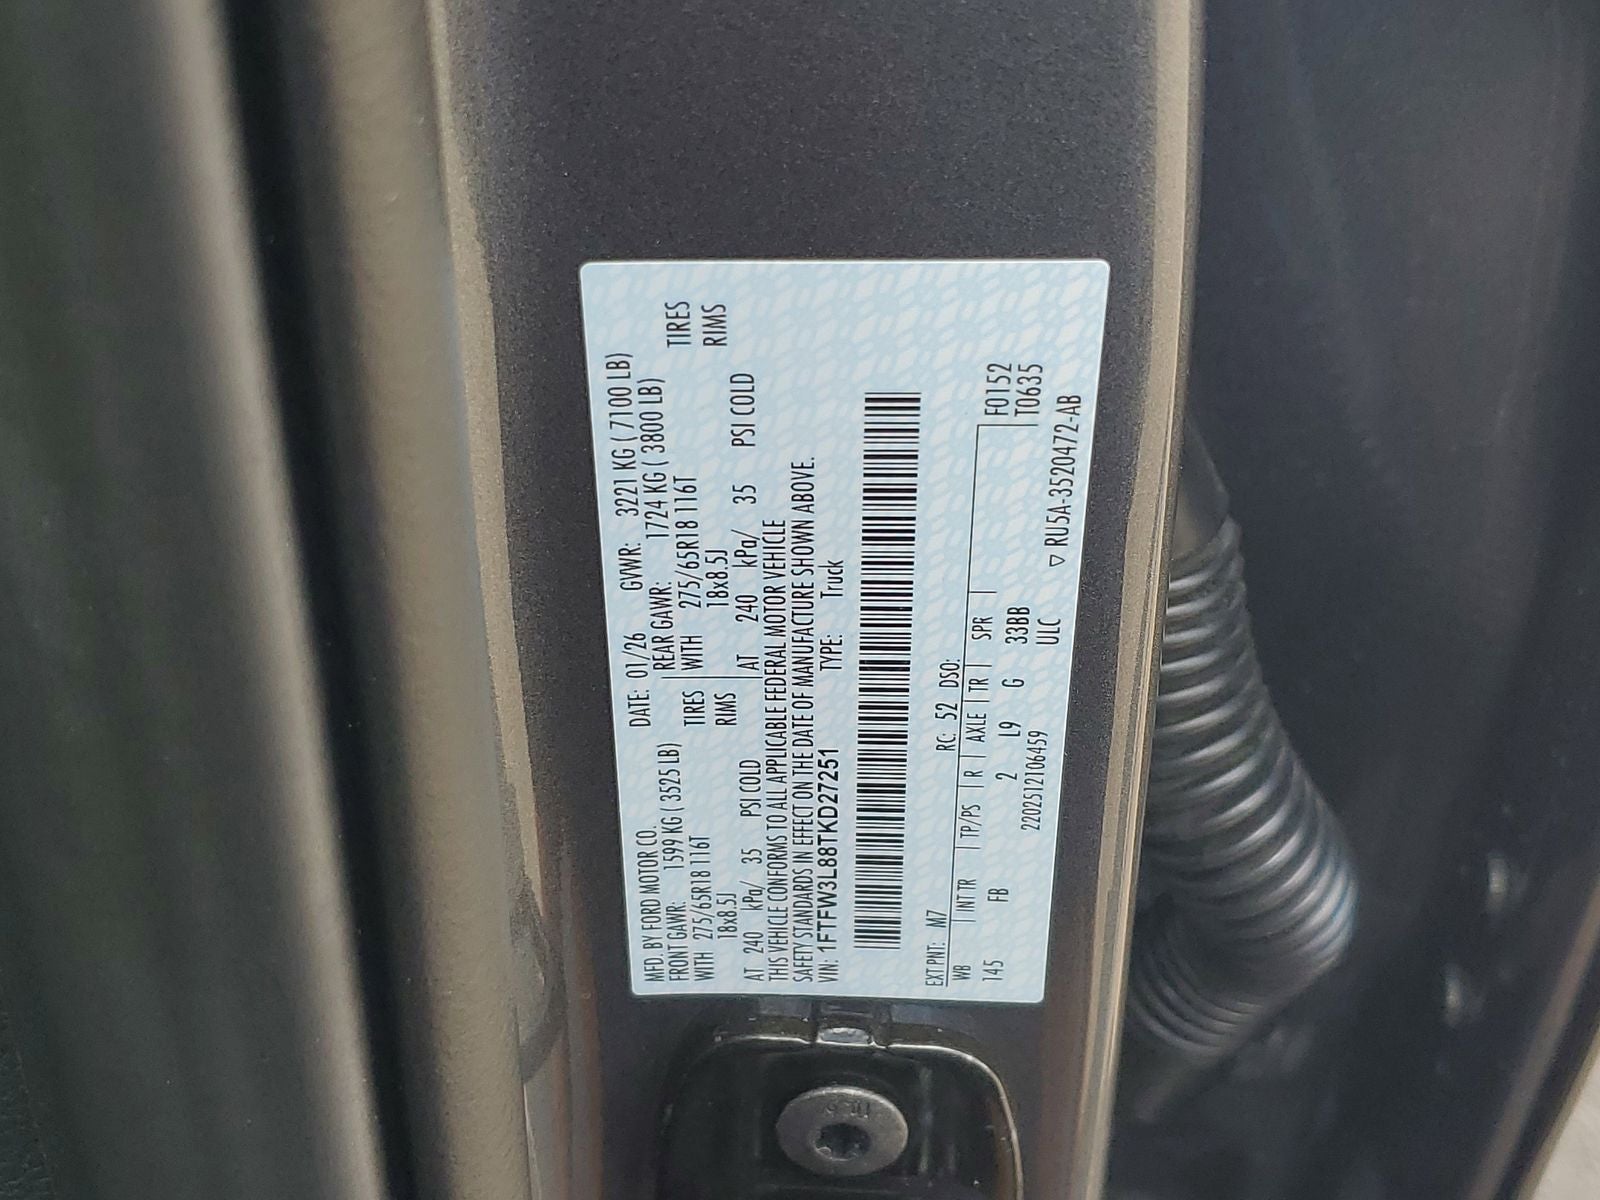 MFD. BY FORD MOTOR CO.
DATE: 01/26 GVWR: 3221 KG ( 7100 LB)
FRONT GAWR: 1599 KG ( 3525 LB) REAR GAWR: 1724 KG ( 3800 LB)
WITH 275/65R18 116T TIRES WITH 275/65R18 116T TIRES
18x8.5J RIMS 18x8.5J RIMS
AT 240 kPa/ 35 PSI COLD AT 240 kPa/ 35 PSI COLD
THIS VEHICLE CONFORMS TO ALL APPLICABLE FEDERAL MOTOR VEHICLE
SAFETY STANDARDS IN EFFECT ON THE DATE OF MANUFACTURE SHOWN ABOVE.
VIN: 1FTFW3L88TKD27251 TYPE: Truck
EXT PNT: M7 RC: 52 DSO:
WB INT TR TP/PS R AXLE TR SPR F0152
145 FB 2 L9 G 33BB T0635
2202512106459 ULC
▽ RU5A-3520472-AB
10.9